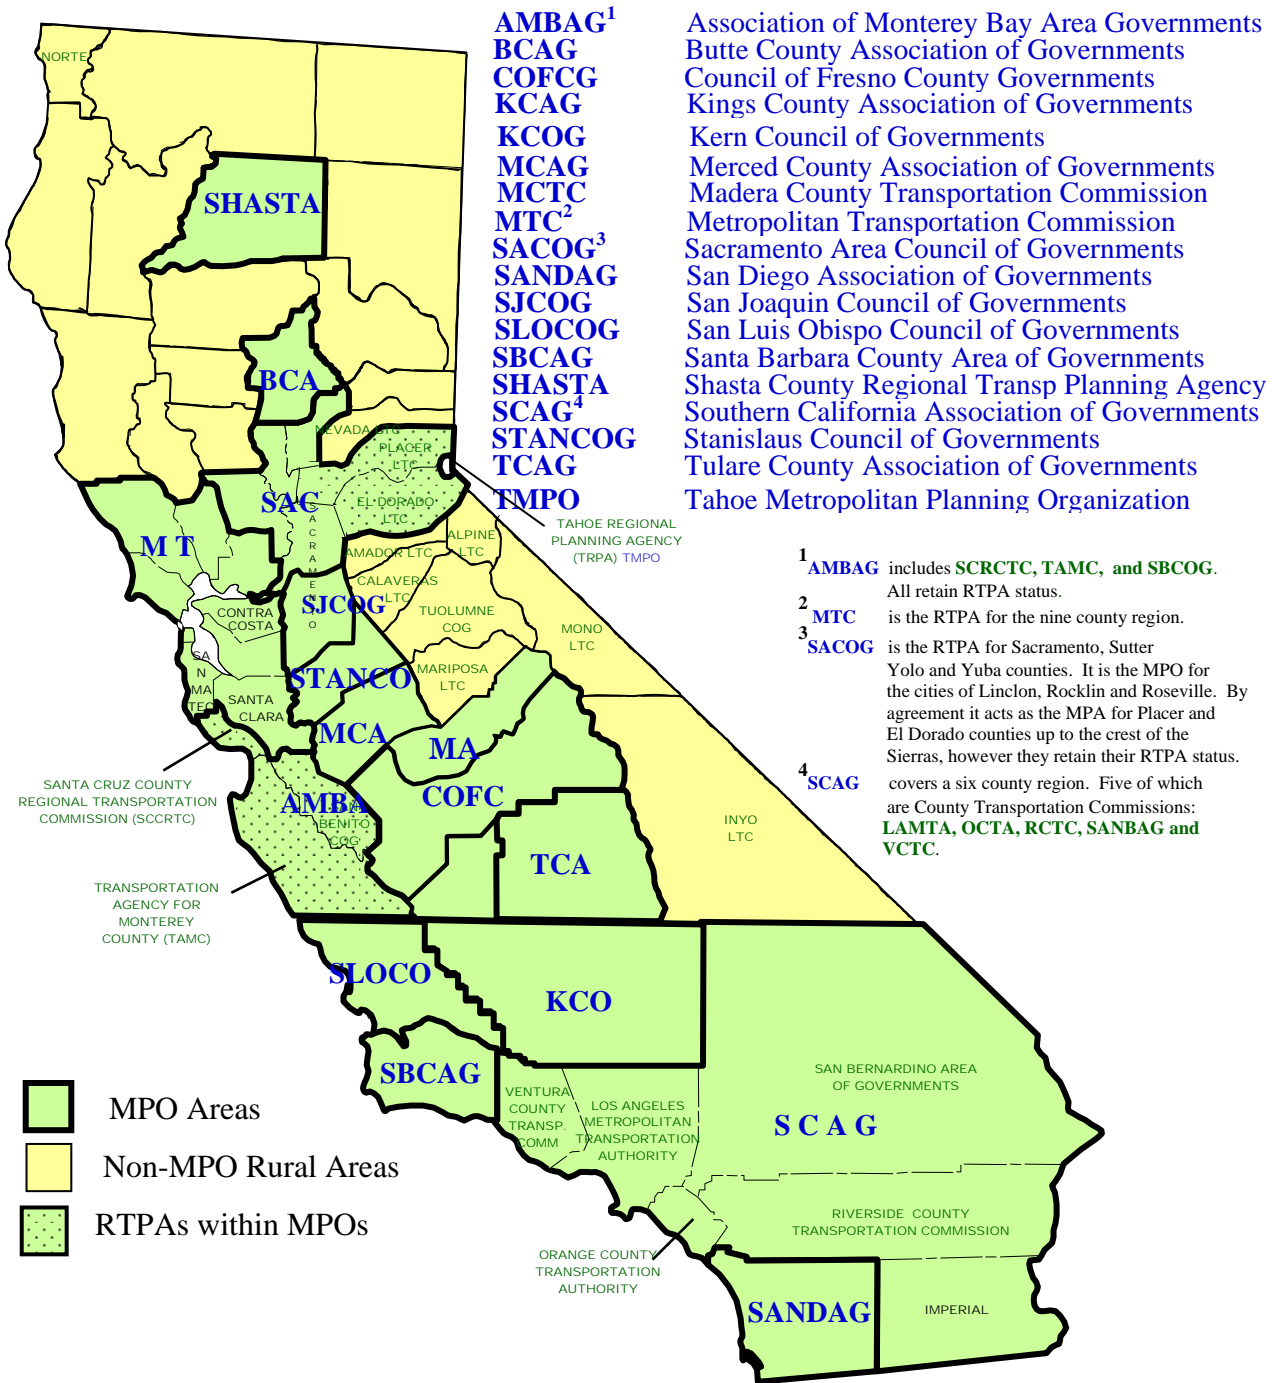 AMBAG1 Association of Monterey Bay Area Governments
BCAG Butte County Association of Governments
COFCG Council of Fresno County Governments
KCAG Kings County Association of Governments
KCOG Kern Council of Governments
MCAG Merced County Association of Governments
MCTC Madera County Transportation Commission
MTC2 Metropolitan Transportation Commission
SACOG3 Sacramento Area Council of Governments
SANDAG San Diego Association of Governments
SJCOG San Joaquin Council of Governments
SLOCOG San Luis Obispo Council of Governments
SBCAG Santa Barbara County Area of Governments
SHASTA Shasta County Regional Transp Planning Agency
SCAG4 Southern California Association of Governments
STANCOG Stanislaus Council of Governments
TCAG Tulare County Association of Governments
TMPO Tahoe Metropolitan Planning Organization
NORTE
SHASTA
BCA
NEVADA LTC
PLACER
LTC
SAC
EL DORADO
LTC
SACRAMENTO
TAHOE REGIONAL
PLANNING AGENCY
(TRPA) TMPO
M T
ALPINE
LTC
AMADOR LTC
CALAVERAS
LTC
SJCOG
TUOLUMNE
COG
CONTRA
COSTA
MONO
LTC
SAN
MATEO
STANCO
MARIPOSA
LTC
SANTA
CLARA
MCA
MA
SANTA CRUZ COUNTY
REGIONAL TRANSPORTATION
COMMISSION (SCCRTC)
AMBA
SAN
BENITO
COG
COFC
INYO
LTC
TCA
TRANSPORTATION
AGENCY FOR
MONTEREY
COUNTY (TAMC)
1 AMBAG includes SCRCTC, TAMC, and SBCOG.
All retain RTPA status.
2 MTC is the RTPA for the nine county region.
3 SACOG is the RTPA for Sacramento, Sutter
Yolo and Yuba counties. It is the MPO for
the cities of Linclon, Rocklin and Roseville. By
agreement it acts as the MPA for Placer and
El Dorado counties up to the crest of the
Sierras, however they retain their RTPA status.
4 SCAG covers a six county region. Five of which
are County Transportation Commissions:
LAMTA, OCTA, RCTC, SANBAG and
VCTC.
SLOCO
KCO
SBCAG
VENTURA
COUNTY
TRANSP.
COMM
LOS ANGELES
METROPOLITAN
TRANSPORTATION
AUTHORITY
SAN BERNARDINO AREA
OF GOVERNMENTS
S C A G
RIVERSIDE COUNTY
TRANSPORTATION COMMISSION
ORANGE COUNTY
TRANSPORTATION
AUTHORITY
SANDAG
IMPERIAL
MPO Areas
Non-MPO Rural Areas
RTPAs within MPOs